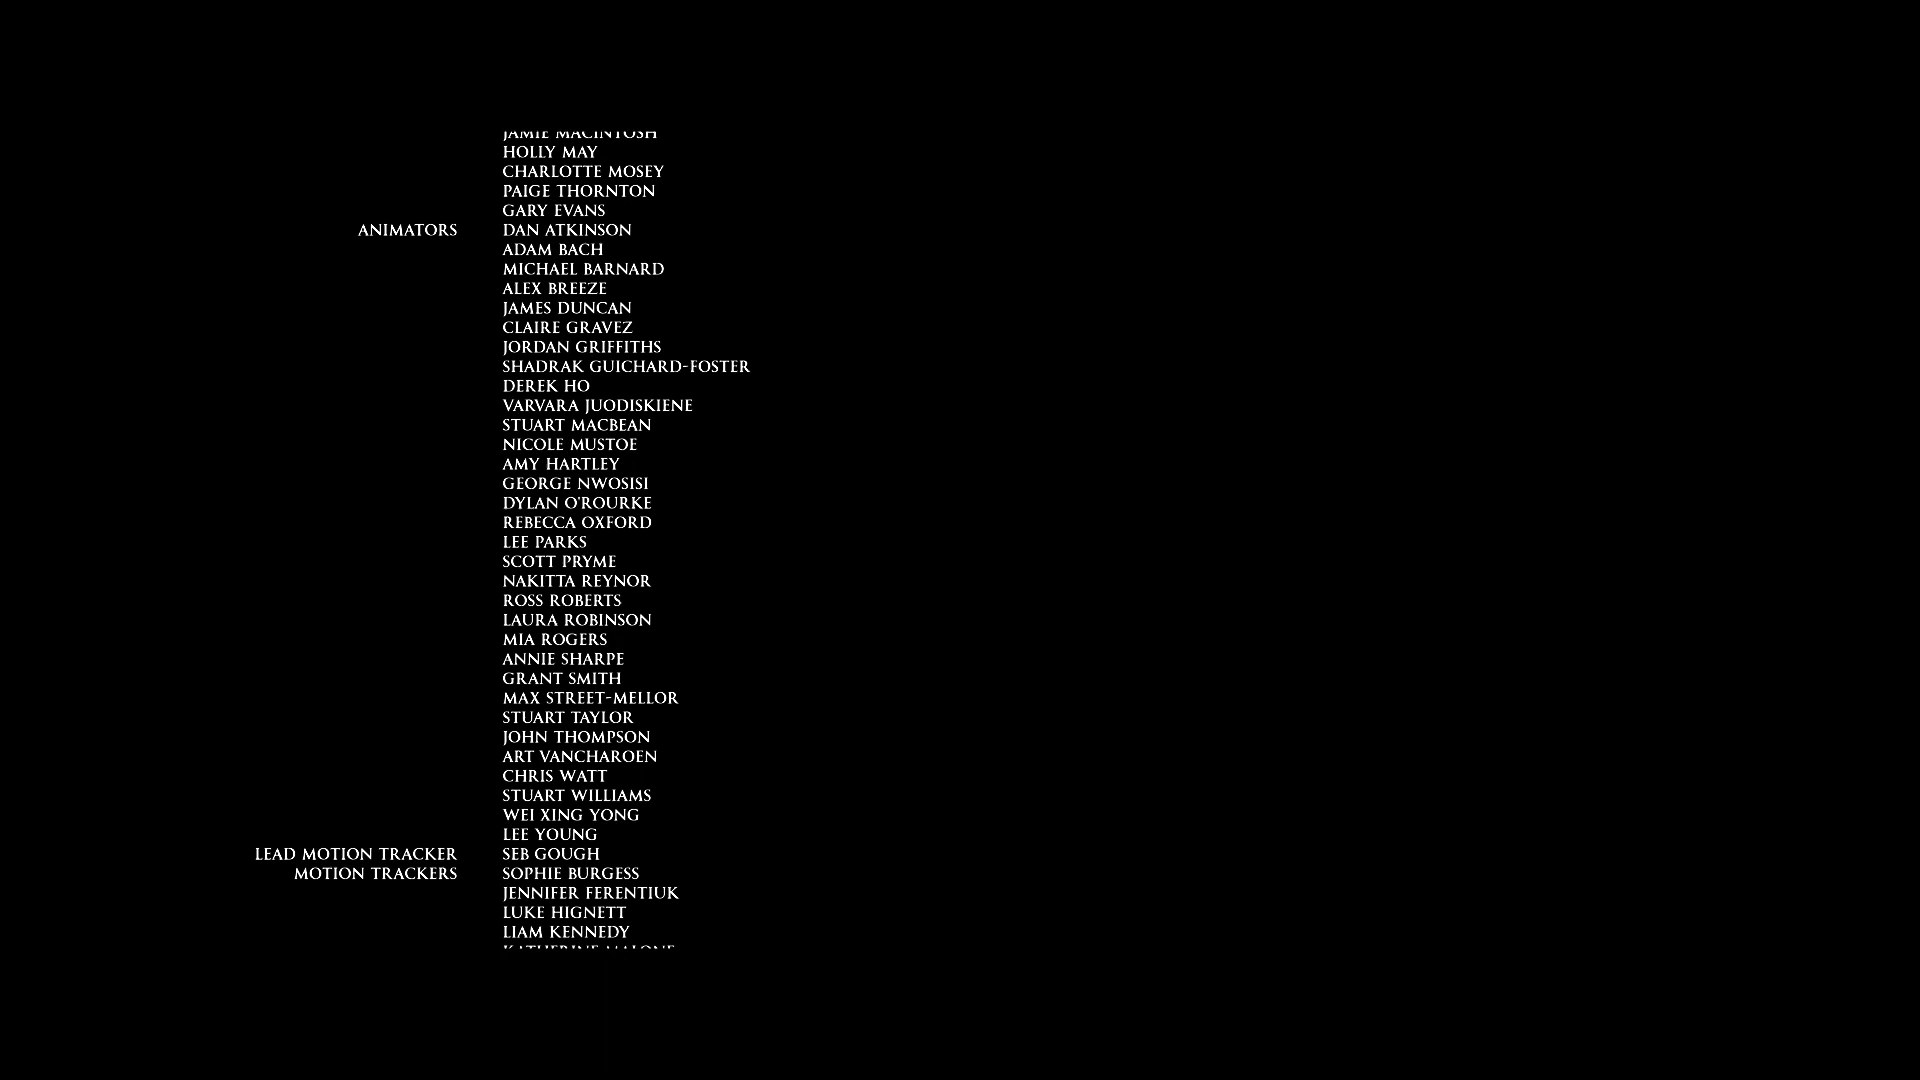 JAMIE MACINTOSH
HOLLY MAY
CHARLOTTE MOSEY
PAIGE THORNTON
GARY EVANS
ANIMATORS DAN ATKINSON
ADAM BACH
MICHAEL BARNARD
ALEX BREEZE
JAMES DUNCAN
CLAIRE GRAVEZ
JORDAN GRIFFITHS
SHADRAK GUICHARD-FOSTER
DEREK HO
VARVARA JUODISKIENE
STUART MACBEAN
NICOLE MUSTOE
AMY HARTLEY
GEORGE NWOSISI
DYLAN O'ROURKE
REBECCA OXFORD
LEE PARKS
SCOTT PRYME
NAKITTA REYNOR
ROSS ROBERTS
LAURA ROBINSON
MIA ROGERS
ANNIE SHARPE
GRANT SMITH
MAX STREET-MELLOR
STUART TAYLOR
JOHN THOMPSON
ART VANCHAROEN
CHRIS WATT
STUART WILLIAMS
WEI XING YONG
LEE YOUNG
LEAD MOTION TRACKER SEB GOUGH
MOTION TRACKERS SOPHIE BURGESS
JENNIFER FERENTIUK
LUKE HIGNETT
LIAM KENNEDY
KATHERINE MALONE